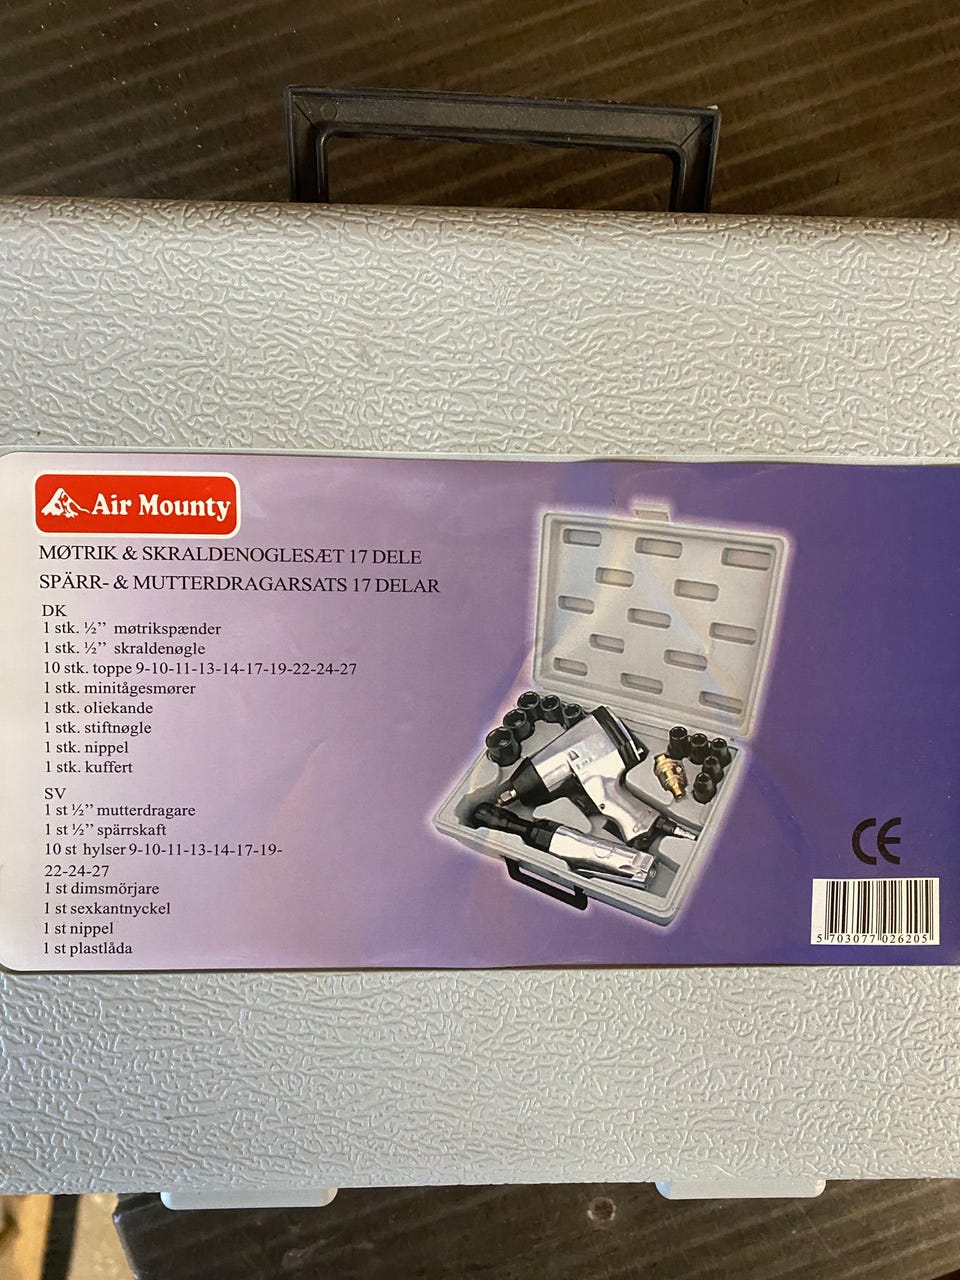 Air Mounty
MØTRIK & SKRALDENOGLESÆT 17 DELE
SPÄRR- & MUTTERDRAGARSATS 17 DELAR
DK
1 stk. ½” møtrikspænder
1 stk. ½” skraldenøgle
10 stk. toppe 9-10-11-13-14-17-19-22-24-27
1 stk. minitågesmører
1 stk. oliekande
1 stk. stiftnøgle
1 stk. nippel
1 stk. kuffert
SV
1 st ½” mutterdragare
1 st ½” spärrskaft
10 st hylser 9-10-11-13-14-17-19-
22-24-27
1 st dimsmörjare
1 st sexkantnyckel
1 st nippel
1 st plastlåda
CE
5 703077 026205